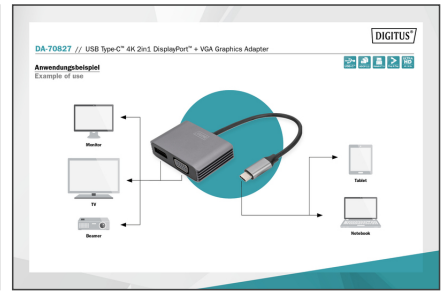 DIGITUS®
DA-70827 // USB Type-C™ 4K 2in1 DisplayPort™ + VGA Graphics Adapter
Anwendungsbeispiel
Example of use
Monitor
TV
Beamer
Tablet
Notebook